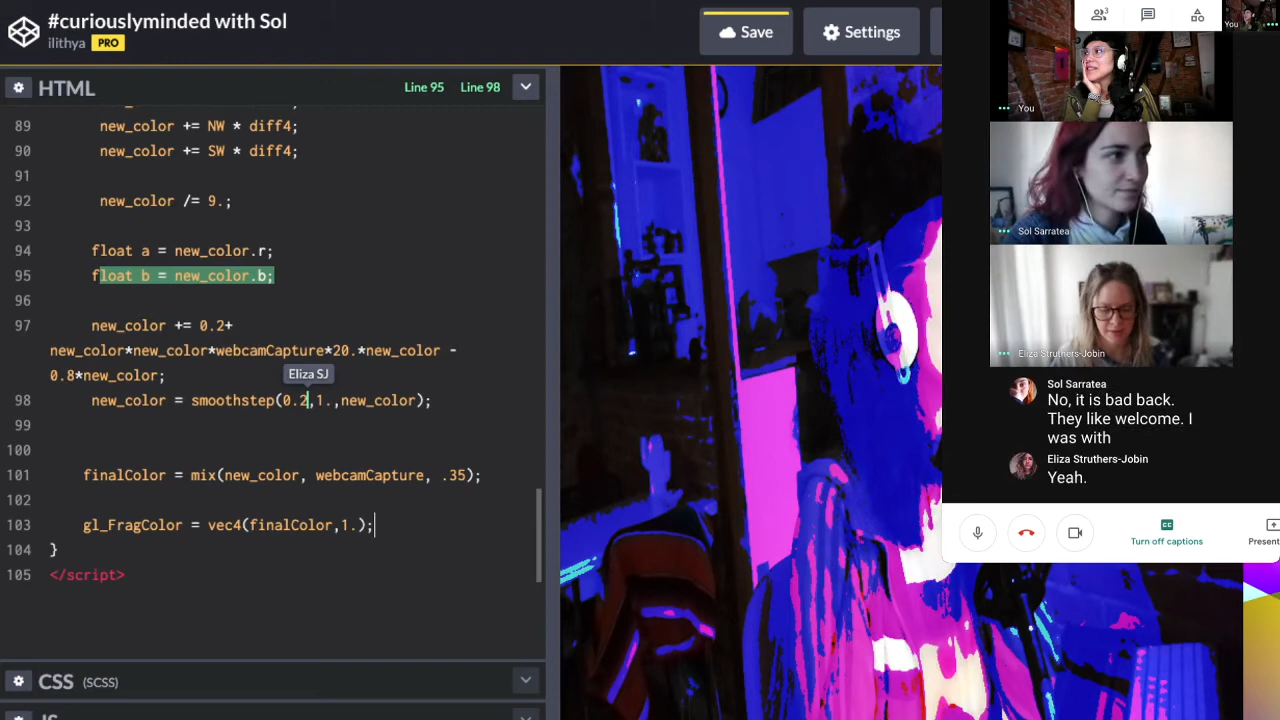 #curiouslyminded with Sol
ilithya PRO
Save
Settings
HTML
Line 95 Line 98
89 new_color += NW * diff4;
90 new_color += SW * diff4;
91
92 new_color /= 9.;
93
94 float a = new_color.r;
95 float b = new_color.b;
96
97 new_color += 0.2+
new_color*new_color*webcamCapture*20.*new_color -
0.8*new_color;
Eliza SJ
98 new_color = smoothstep(0.2,1.,new_color);
99
100
101 finalColor = mix(new_color, webcamCapture, .35);
102
103 gl_FragColor = vec4(finalColor,1.);
104 }
105 </script>
CSS (SCSS)
3
You
You
Sol Sarratea
Eliza Struthers-Jobin
Sol Sarratea
No, it is bad back.
They like welcome. I
was with
Eliza Struthers-Jobin
Yeah.
Turn off captions
Present